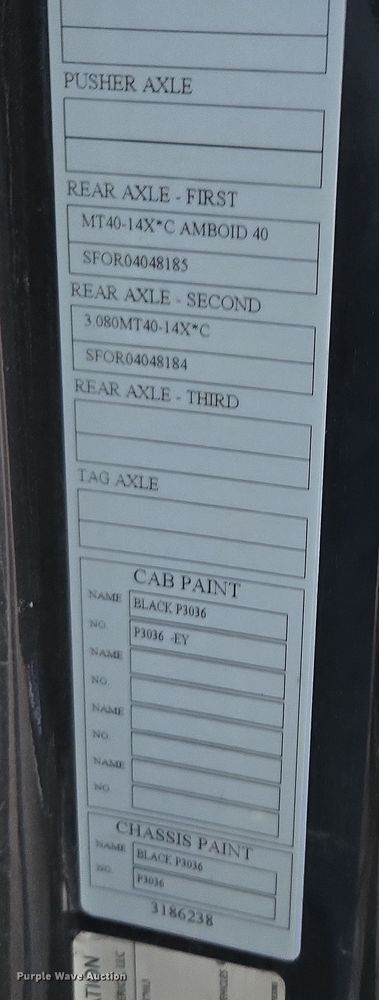 PUSHER AXLE
REAR AXLE - FIRST
MT40-14X*C AMBOID 40
SFOR04048185
REAR AXLE - SECOND
3.080MT40-14X*C
SFOR04048184
REAR AXLE - THIRD
TAG AXLE
CAB PAINT
NAME BLACK P3036
NO. P3036 -EY
NAME
NO.
NAME
NO.
NAME
NO
CHASSIS PAINT
NAME BLACK P3036
NO. P3036
3186238
Purple Wave Auction